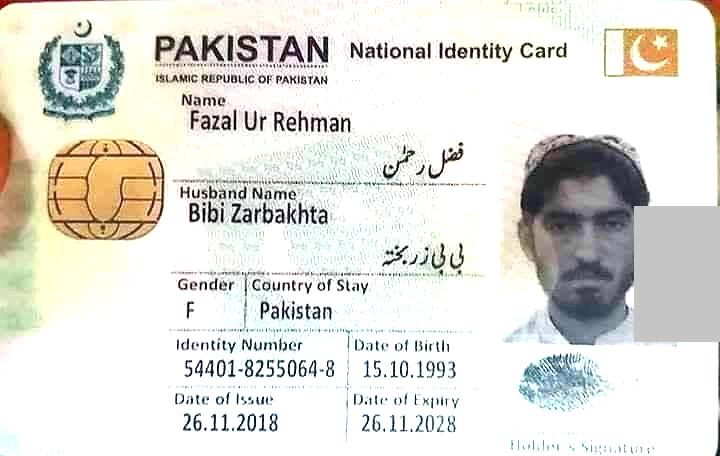 PAKISTAN National Identity Card
ISLAMIC REPUBLIC OF PAKISTAN
Name
Fazal Ur Rehman
فضل رحمٰن
Husband Name
Bibi Zarbakhta
بی بی زربختہ
Gender Country of Stay
F Pakistan
Identity Number Date of Birth
54401-8255064-8 15.10.1993
Date of Issue Date of Expiry
26.11.2018 26.11.2028
Holder's Signature